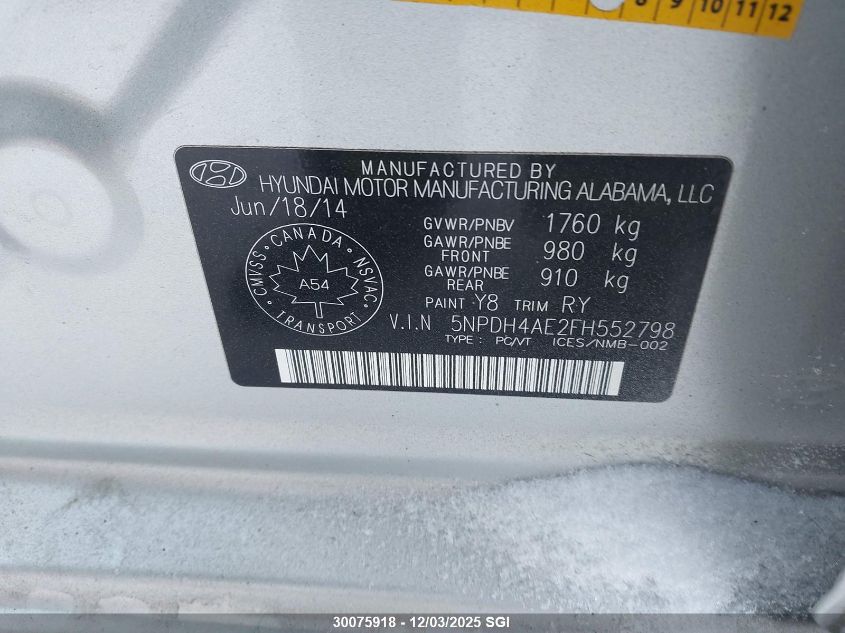 8 9 10 11 12
MANUFACTURED BY
HYUNDAI MOTOR MANUFACTURING ALABAMA, LLC
Jun/18/14
GVWR/PNBV 1760 kg
GAWR/PNBE FRONT 980 kg
GAWR/PNBE REAR 910 kg
PAINT Y8 TRIM RY
V.I.N 5NPDH4AE2FH552798
TYPE: PC/VT ICES/NMB-002
CANADA
CMVSS NSVAC
A54
TRANSPORT
30075918 - 12/03/2025 SGI